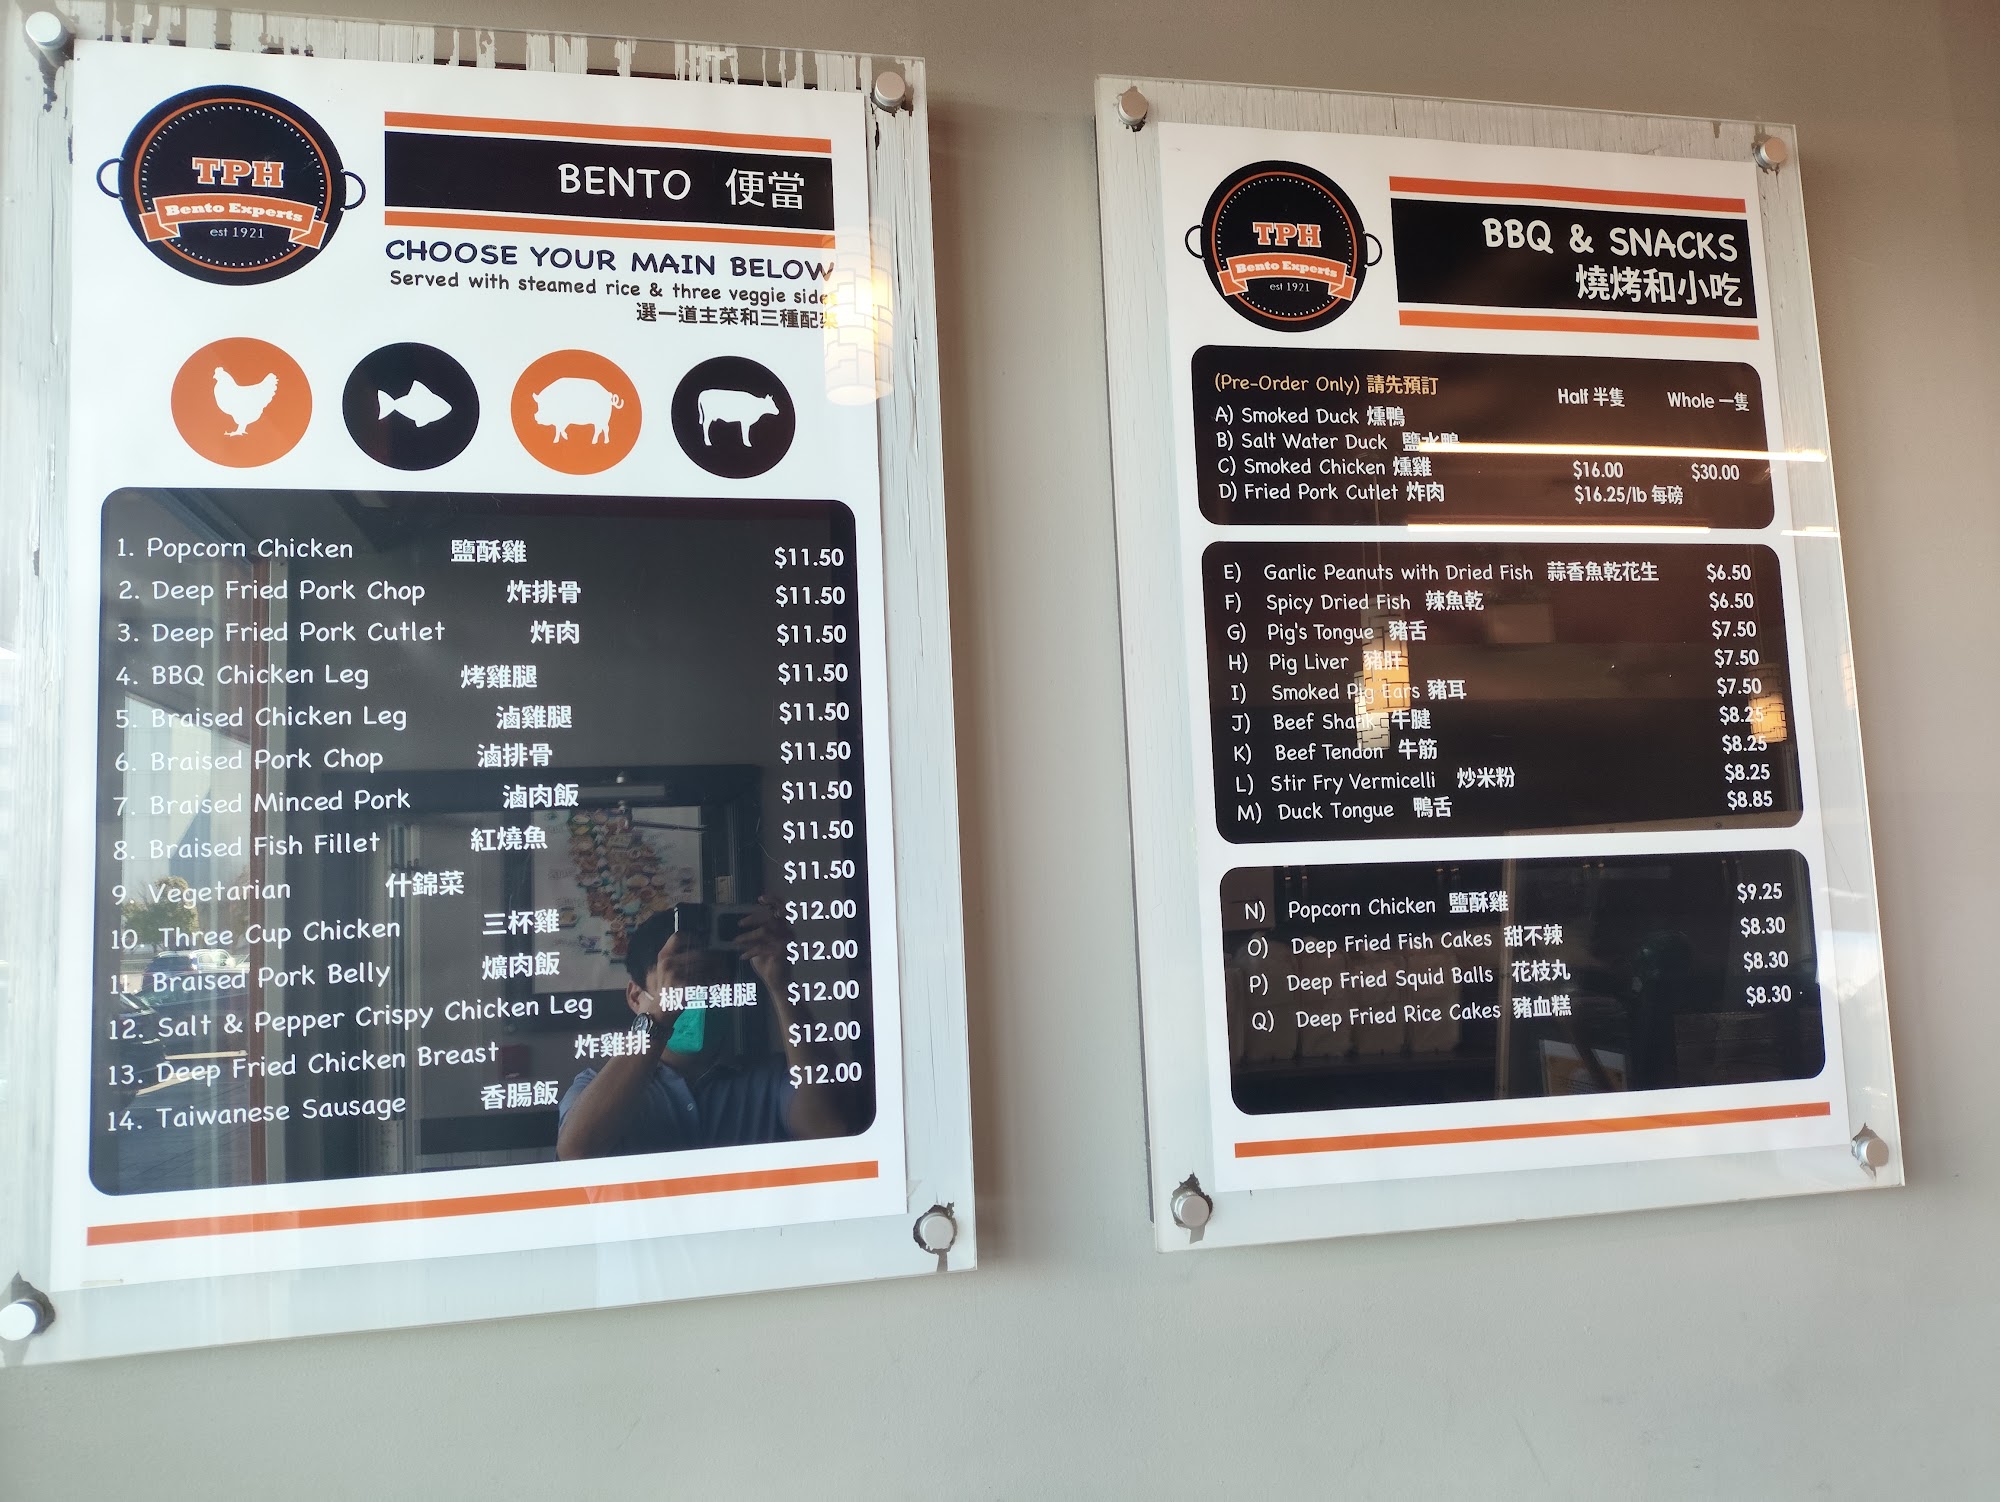 TPH
Bento Experts
est 1921
BENTO 便當
CHOOSE YOUR MAIN BELOW
Served with steamed rice & three veggie sides
選一道主菜和三種配菜
1. Popcorn Chicken 鹽酥雞 $11.50
2. Deep Fried Pork Chop 炸排骨 $11.50
3. Deep Fried Pork Cutlet 炸肉 $11.50
4. BBQ Chicken Leg 烤雞腿 $11.50
5. Braised Chicken Leg 滷雞腿 $11.50
6. Braised Pork Chop 滷排骨 $11.50
7. Braised Minced Pork 滷肉飯 $11.50
8. Braised Fish Fillet 紅燒魚 $11.50
9. Vegetarian 什錦菜 $11.50
10. Three Cup Chicken 三杯雞 $12.00
11. Braised Pork Belly 爌肉飯 $12.00
12. Salt & Pepper Crispy Chicken Leg 椒鹽雞腿 $12.00
13. Deep Fried Chicken Breast 炸雞排 $12.00
14. Taiwanese Sausage 香腸飯 $12.00
TPH
Bento Experts
est 1921
BBQ & SNACKS
燒烤和小吃
(Pre-Order Only) 請先預訂 Half 半隻 Whole 一隻
A) Smoked Duck 燻鴨
B) Salt Water Duck 鹽水鴨
C) Smoked Chicken 燻雞 $16.00 $30.00
D) Fried Pork Cutlet 炸肉 $16.25/lb 每磅
E) Garlic Peanuts with Dried Fish 蒜香魚乾花生 $6.50
F) Spicy Dried Fish 辣魚乾 $6.50
G) Pig's Tongue 豬舌 $7.50
H) Pig Liver 豬肝 $7.50
I) Smoked Pig Ears 豬耳 $7.50
J) Beef Shank 牛腱 $8.25
K) Beef Tendon 牛筋 $8.25
L) Stir Fry Vermicelli 炒米粉 $8.25
M) Duck Tongue 鴨舌 $8.85
N) Popcorn Chicken 鹽酥雞 $9.25
O) Deep Fried Fish Cakes 甜不辣 $8.30
P) Deep Fried Squid Balls 花枝丸 $8.30
Q) Deep Fried Rice Cakes 豬血糕 $8.30